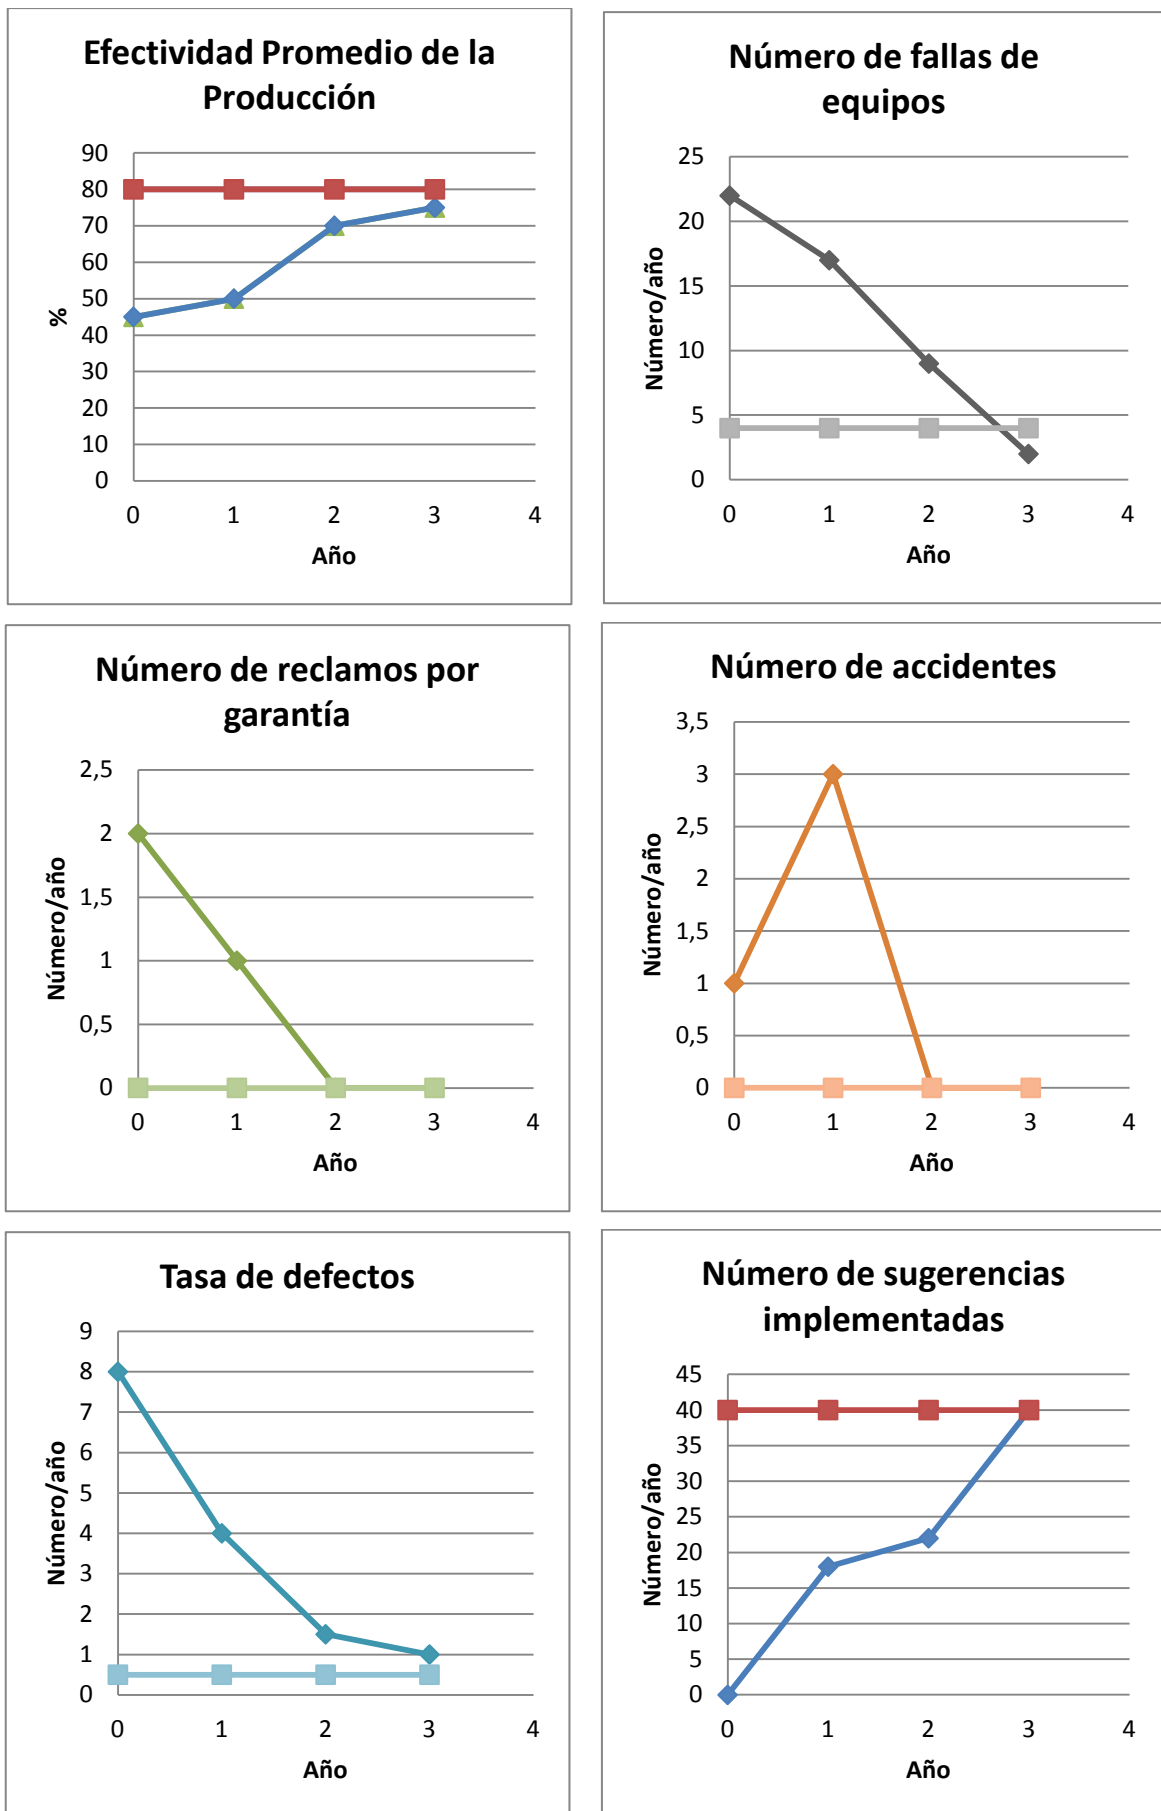 Efectividad Promedio de la
Producción
90
80
70
60
50
40
30
20
10
0
%
0 1 2 3 4
Año
Número de fallas de
equipos
25
20
15
10
5
0
Número/año
0 1 2 3 4
Año
Número de reclamos por
garantía
2,5
2
1,5
1
0,5
0
Número/año
0 1 2 3 4
Año
Número de accidentes
3,5
3
2,5
2
1,5
1
0,5
0
Número/año
0 1 2 3 4
Año
Tasa de defectos
9
8
7
6
5
4
3
2
1
0
Número/año
0 1 2 3 4
Año
Número de sugerencias
implementadas
45
40
35
30
25
20
15
10
5
0
Número/año
0 1 2 3 4
Año